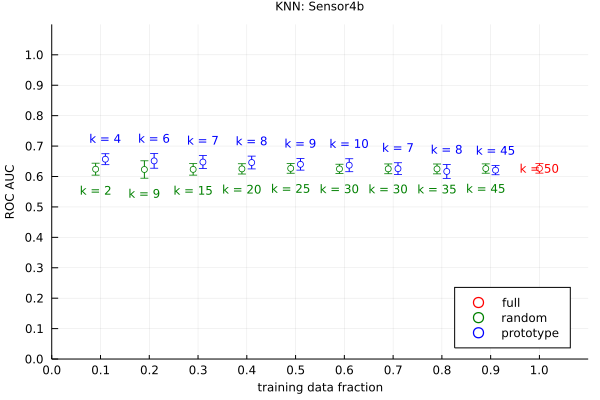 KNN: Sensor4b
ROC AUC
1.0
0.9
0.8
0.7
0.6
0.5
0.4
0.3
0.2
0.1
0.0
k = 4
k = 6
k = 7
k = 8
k = 9
k = 10
k = 7
k = 8
k = 45
k = 2
k = 9
k = 15
k = 20
k = 25
k = 30
k = 30
k = 35
k = 45
k = 50
full
random
prototype
0.0 0.1 0.2 0.3 0.4 0.5 0.6 0.7 0.8 0.9 1.0
training data fraction